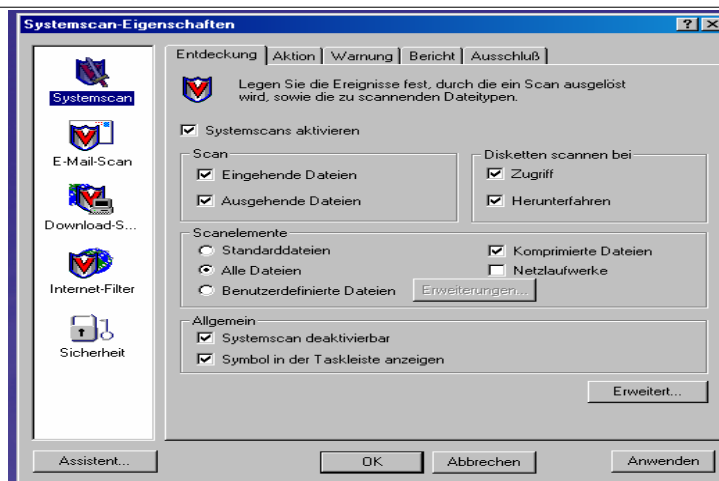 Systemscan-Eigenschaften
Systemscan
E-Mail-Scan
Download-S...
Internet-Filter
Sicherheit
Entdeckung
Aktion
Warnung
Bericht
Ausschluß
Legen Sie die Ereignisse fest, durch die ein Scan ausgelöst
wird, sowie die zu scannenden Dateitypen.
Systemscans aktivieren
Scan
Eingehende Dateien
Ausgehende Dateien
Disketten scannen bei
Zugriff
Herunterfahren
Scanelemente
Standarddateien
Alle Dateien
Benutzerdefinierte Dateien
Erweiterungen...
Komprimierte Dateien
Netzlaufwerke
Allgemein
Systemscan deaktivierbar
Symbol in der Taskleiste anzeigen
Erweitert...
Assistent...
OK
Abbrechen
Anwenden